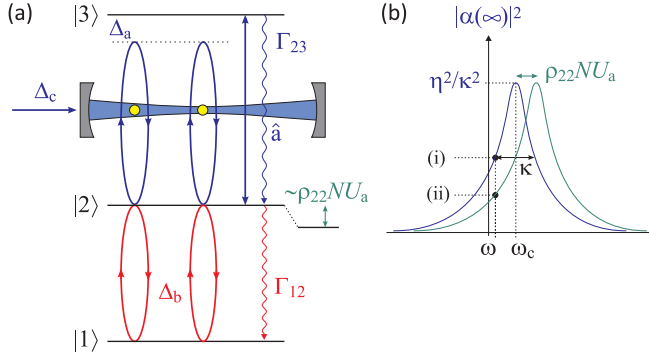 (a)
|3⟩
Δa
Γ23
Δc
â
|2⟩
~ρ22NUa
Δb
Γ12
|1⟩
(b)
|α(∞)|²
η²/κ²
ρ22NUa
(i)
κ
(ii)
ω
ωc